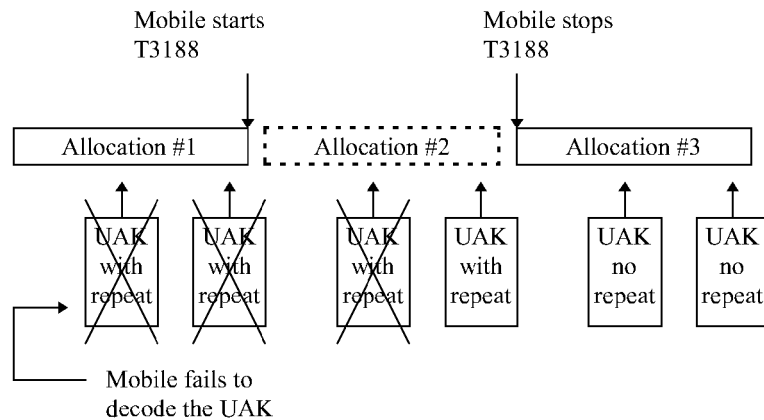 Mobile starts
T3188
Mobile stops
T3188
Allocation #1
Allocation #2
Allocation #3
UAK
with
repeat
UAK
with
repeat
UAK
with
repeat
UAK
with
repeat
UAK
no
repeat
UAK
no
repeat
Mobile fails to
decode the UAK